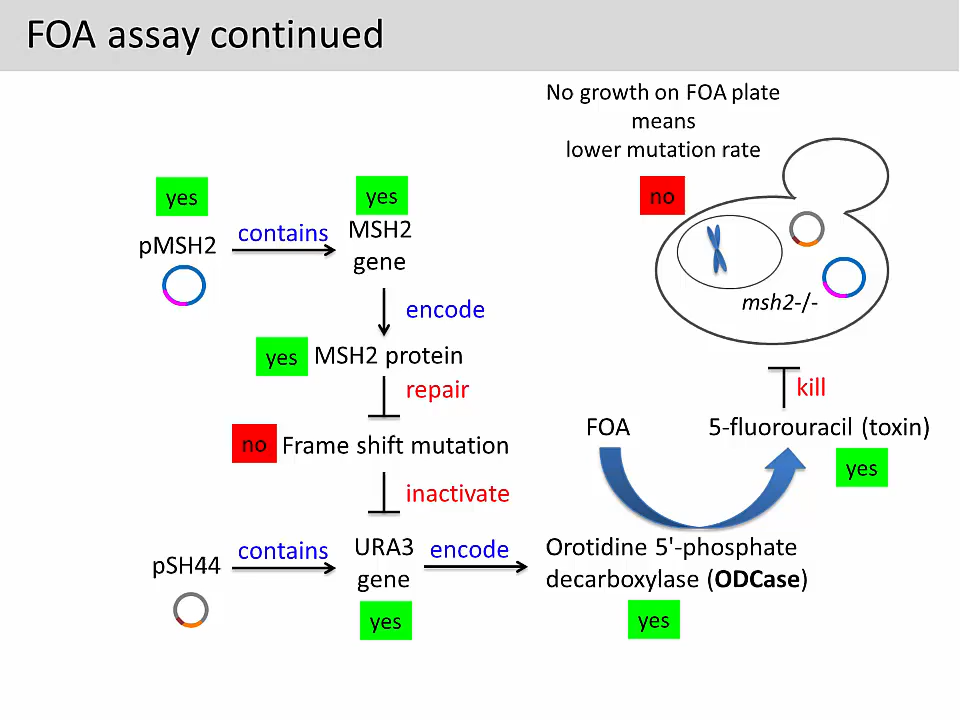 FOA assay continued
No growth on FOA plate
means
lower mutation rate
yes
yes
no
pMSH2
contains
MSH2
gene
msh2-/-
encode
yes
MSH2 protein
repair
kill
no
Frame shift mutation
FOA
5-fluorouracil (toxin)
yes
inactivate
pSH44
contains
URA3
gene
encode
Orotidine 5'-phosphate
decarboxylase (ODCase)
yes
yes